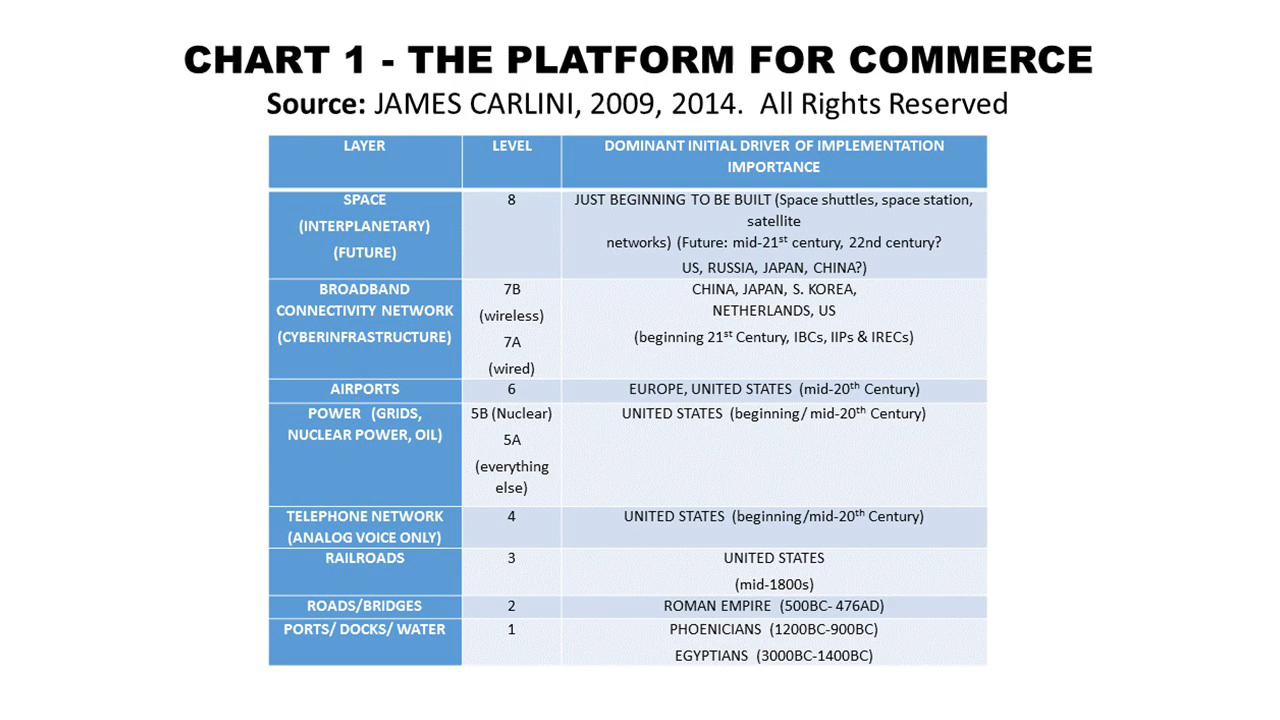 CHART 1 - THE PLATFORM FOR COMMERCE
Source: JAMES CARLINI, 2009, 2014.  All Rights Reserved
LAYER
LEVEL
DOMINANT INITIAL DRIVER OF IMPLEMENTATION
IMPORTANCE
SPACE
(INTERPLANETARY)
(FUTURE)
8
JUST BEGINNING TO BE BUILT (Space shuttles, space station,
satellite
networks) (Future: mid-21st century, 22nd century?
US, RUSSIA, JAPAN, CHINA?)
BROADBAND
CONNECTIVITY NETWORK
(CYBERINFRASTRUCTURE)
7B
(wireless)
7A
(wired)
CHINA, JAPAN, S. KOREA,
NETHERLANDS, US
(beginning 21st Century, IBCs, IIPs & IRECs)
AIRPORTS
6
EUROPE, UNITED STATES  (mid-20th Century)
POWER  (GRIDS,
NUCLEAR POWER, OIL)
5B (Nuclear)
5A
(everything
else)
UNITED STATES  (beginning/ mid-20th Century)
TELEPHONE NETWORK
(ANALOG VOICE ONLY)
4
UNITED STATES  (beginning/mid-20th Century)
RAILROADS
3
UNITED STATES
(mid-1800s)
ROADS/BRIDGES
2
ROMAN EMPIRE  (500BC- 476AD)
PORTS/ DOCKS/ WATER
1
PHOENICIANS  (1200BC-900BC)
EGYPTIANS  (3000BC-1400BC)